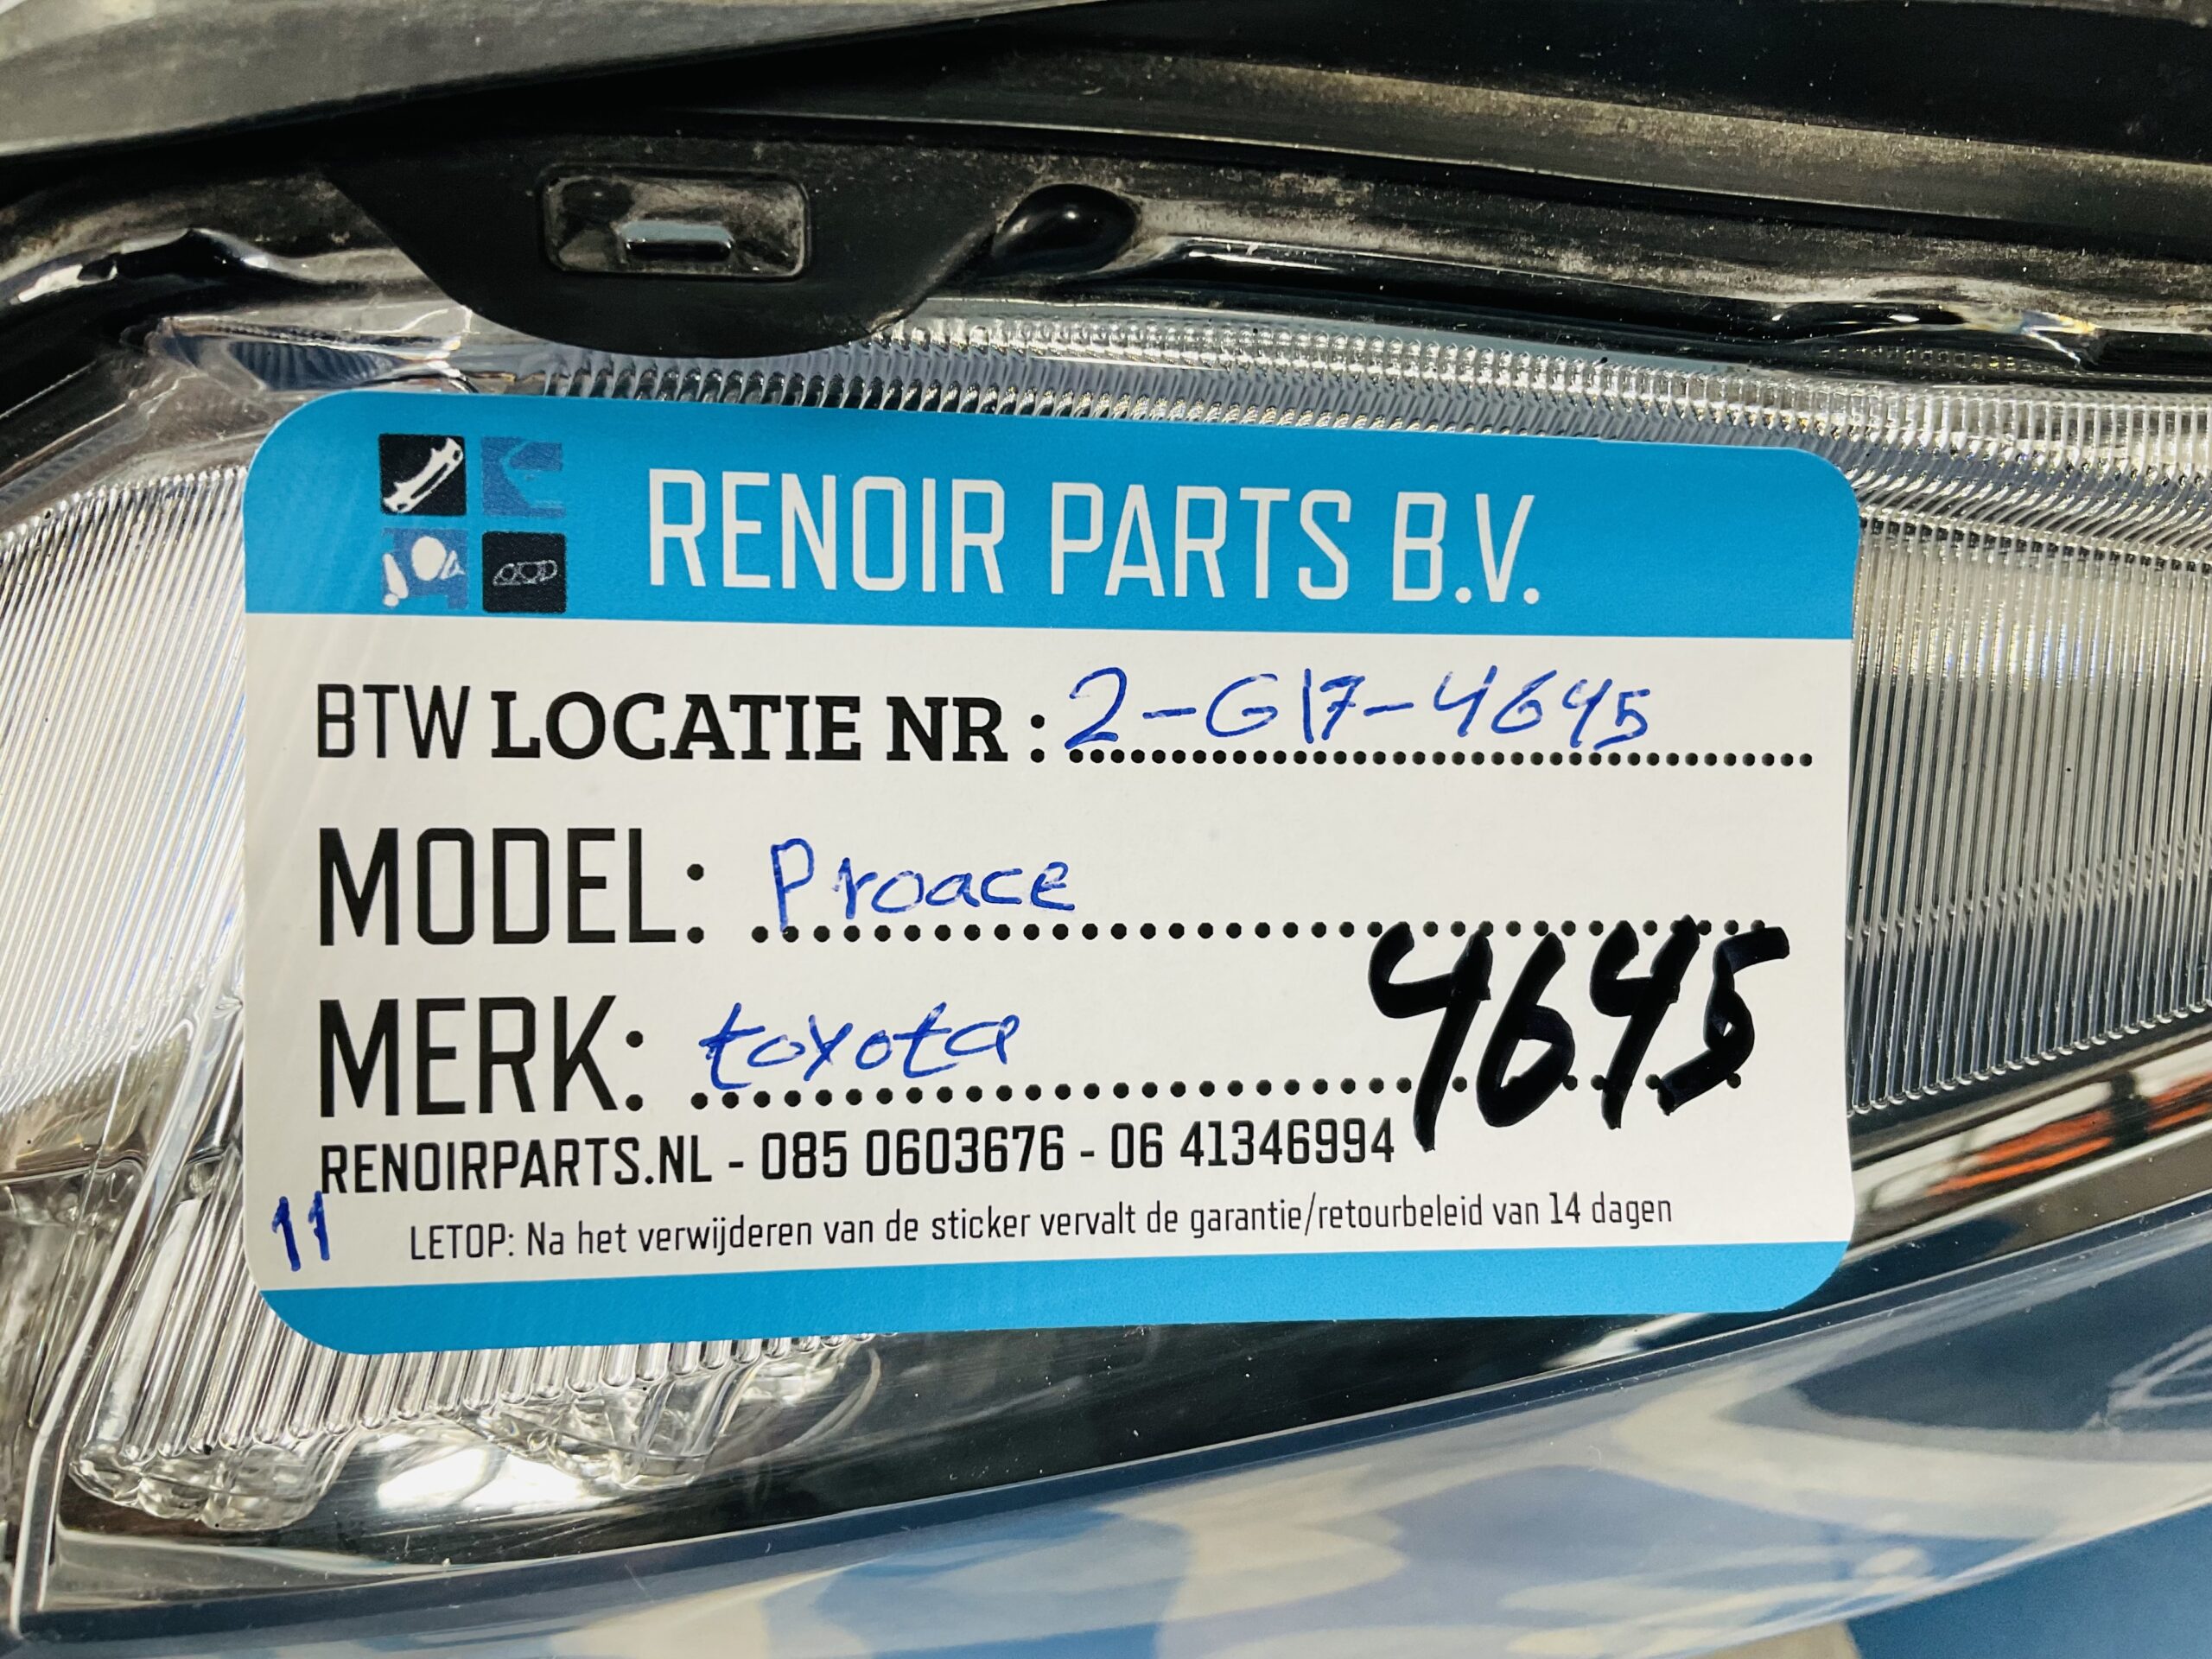 RENOIR PARTS B.V.
BTW LOCATIE NR : 2-G17-4645
MODEL: Proace
MERK: toyota
4645
RENOIRPARTS.NL - 085 0603676 - 06 41346994
11
LETOP: Na het verwijderen van de sticker vervalt de garantie/retourbeleid van 14 dagen